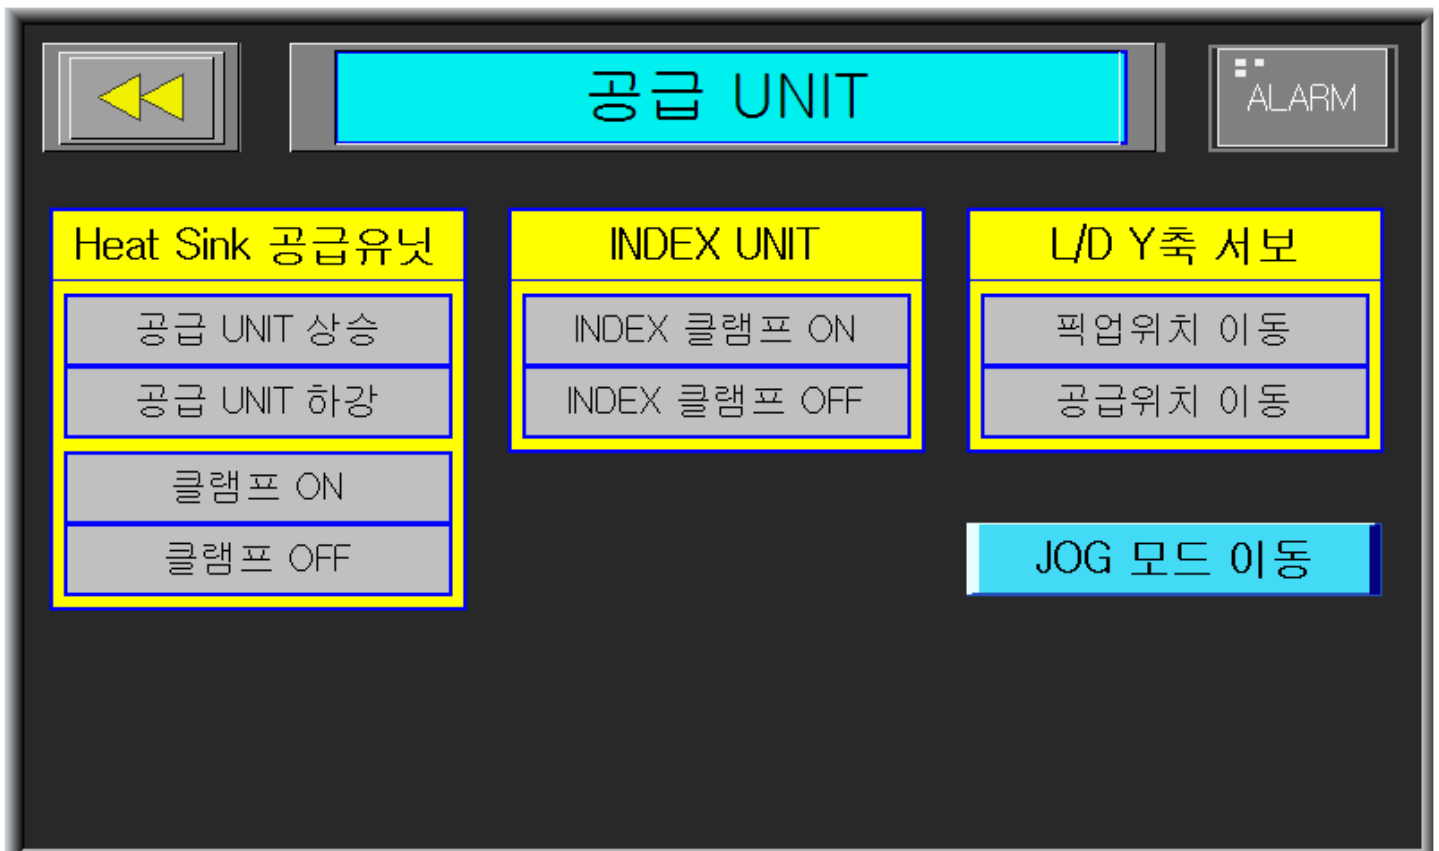 공급 UNIT
ALARM
Heat Sink 공급유닛
공급 UNIT 상승
공급 UNIT 하강
클램프 ON
클램프 OFF
INDEX UNIT
INDEX 클램프 ON
INDEX 클램프 OFF
L/D Y축 서보
픽업위치 이동
공급위치 이동
JOG 모드 이동